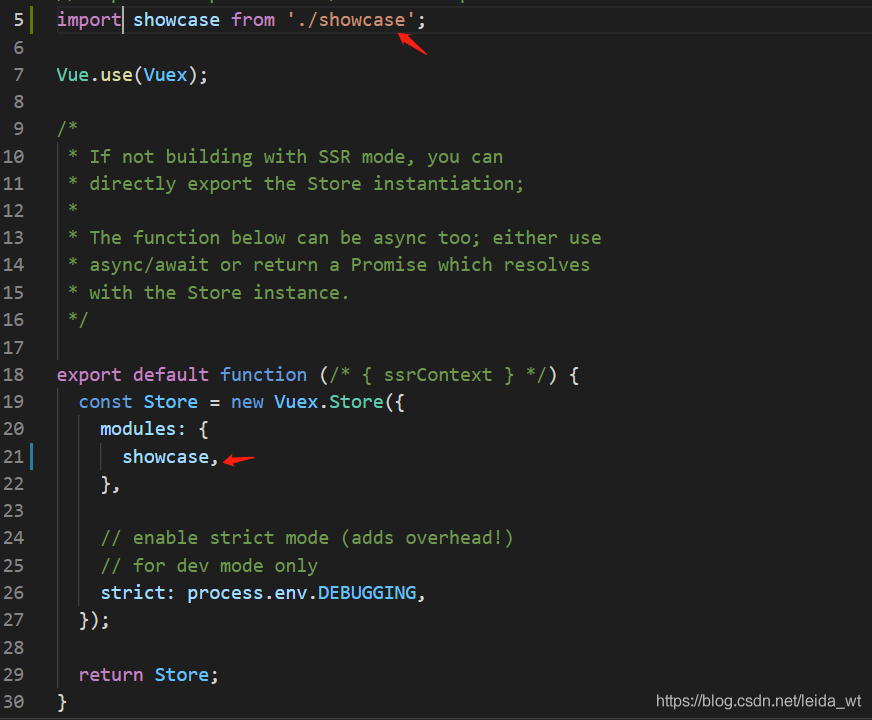 5 import showcase from './showcase';
6
7 Vue.use(Vuex);
8
9 /*
10 * If not building with SSR mode, you can
11 * directly export the Store instantiation;
12 *
13 * The function below can be async too; either use
14 * async/await or return a Promise which resolves
15 * with the Store instance.
16 */
17
18 export default function (/* { ssrContext } */) {
19 const Store = new Vuex.Store({
20 modules: {
21 showcase,
22 },
23
24 // enable strict mode (adds overhead!)
25 // for dev mode only
26 strict: process.env.DEBUGGING,
27 });
28
29 return Store;
30 }
https://blog.csdn.net/leida_wt